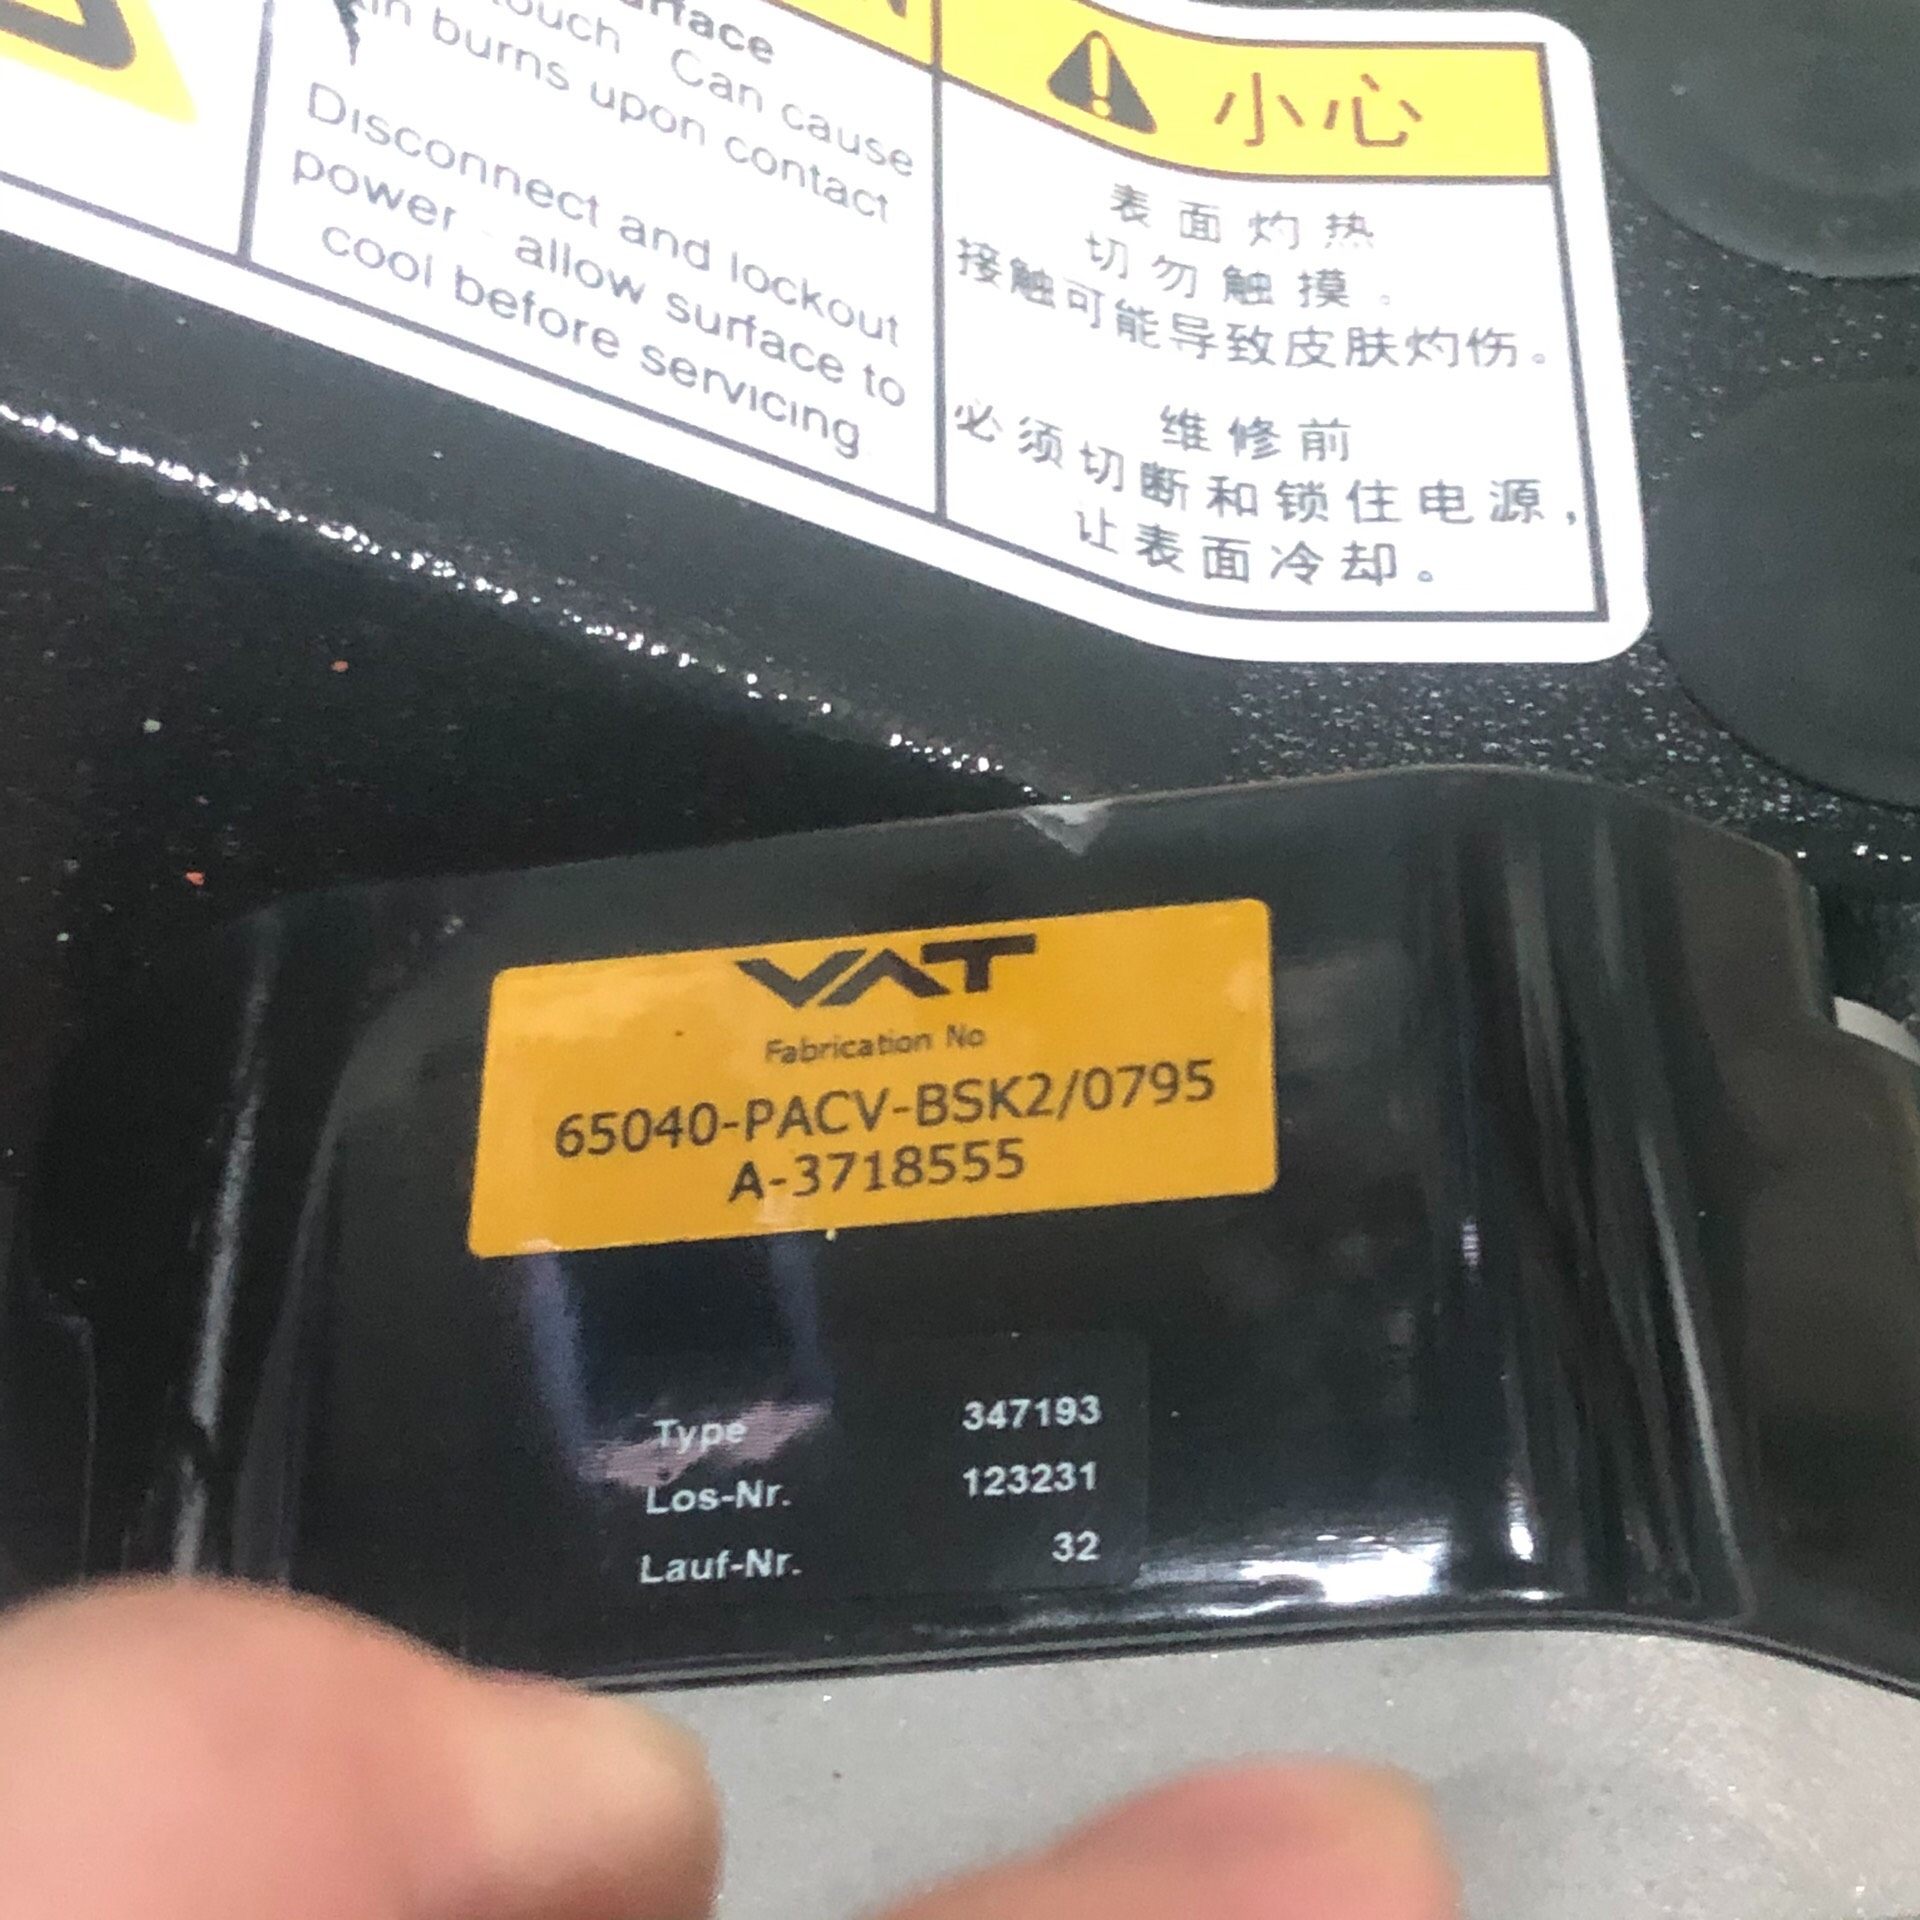 surface
touch Can cause
burns upon contact
Disconnect and lockout
power - allow surface to
cool before servicing
小心
表面灼热
切勿触摸。
接触可能导致皮肤灼伤。
维修前
必须切断和锁住电源，
让表面冷却。
VAT
Fabrication No
65040-PACV-BSK2/0795
A-3718555
Type 347193
Los-Nr. 123231
Lauf-Nr. 32